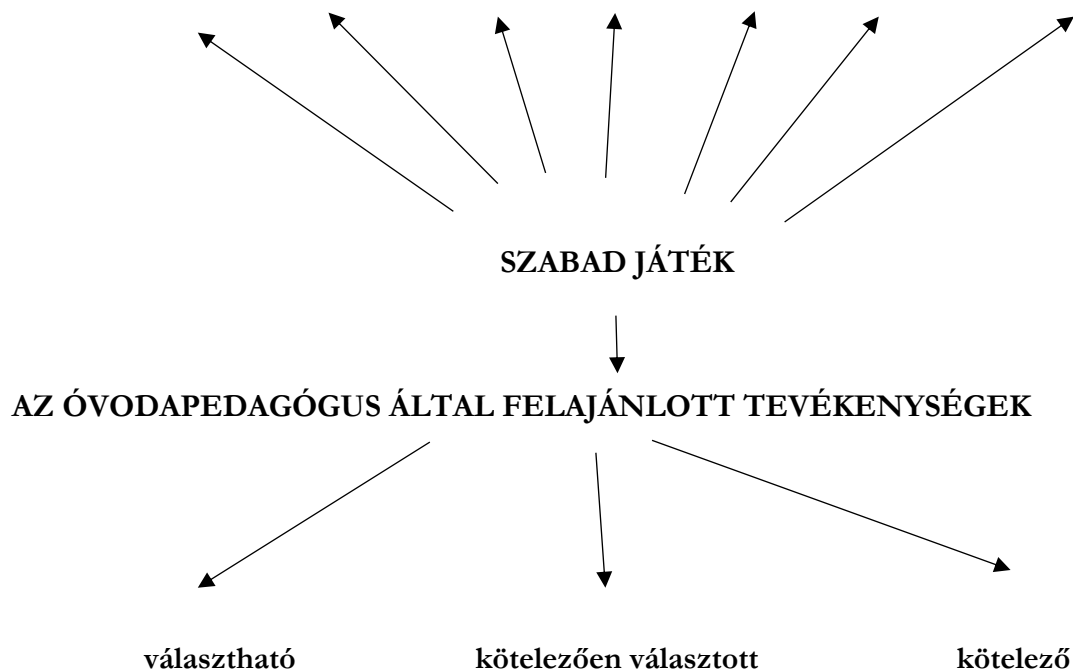 SZABAD JÁTÉK
AZ ÓVODAPEDAGÓGUS ÁLTAL FELAJÁNLOTT TEVÉKENYSÉGEK
választható kötelezően választott kötelező